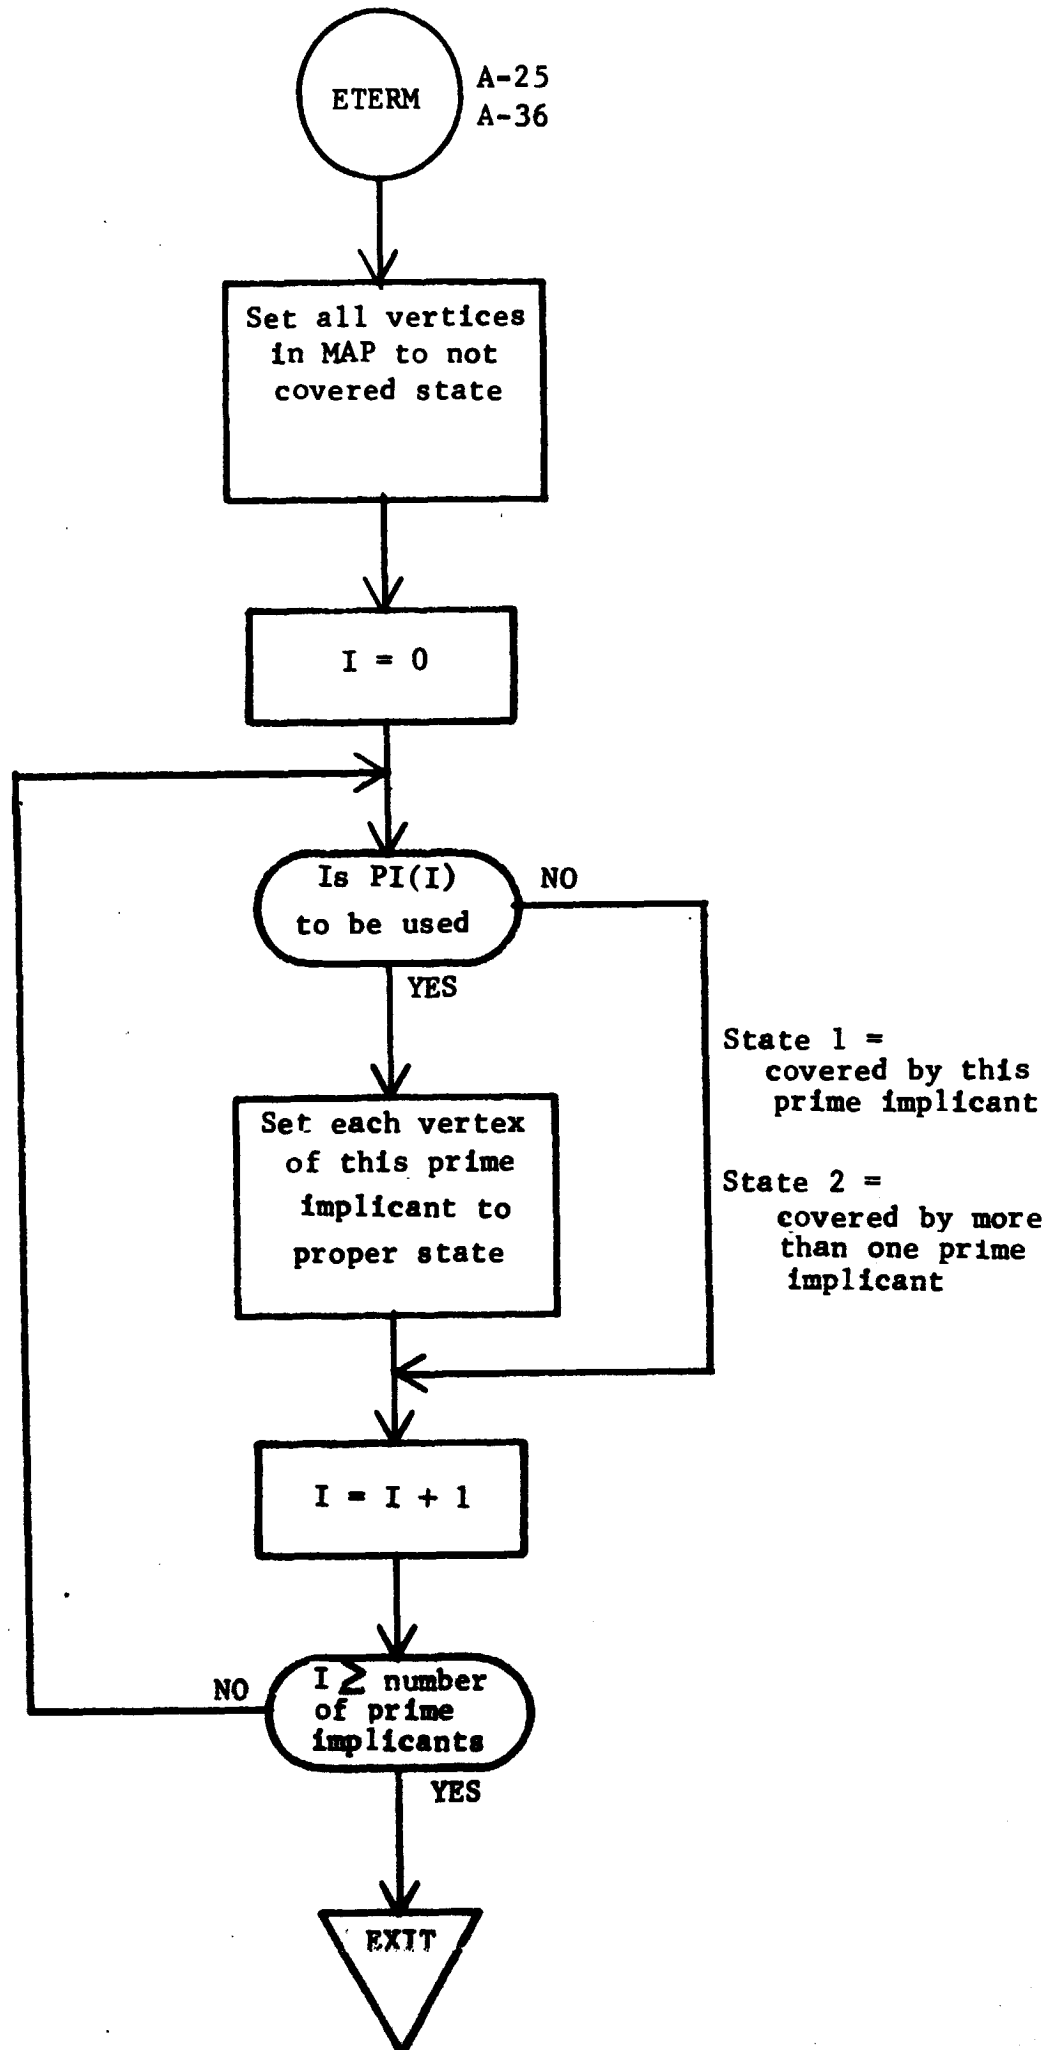 ETERM
A-25
A-36
Set all vertices
in MAP to not
covered state
I = 0
Is PI(I)
to be used
NO
YES
State 1 =
covered by this
prime implicant
State 2 =
covered by more
than one prime
implicant
Set each vertex
of this prime
implicant to
proper state
I = I + 1
I ≥ number
of prime
implicants
NO
YES
EXIT